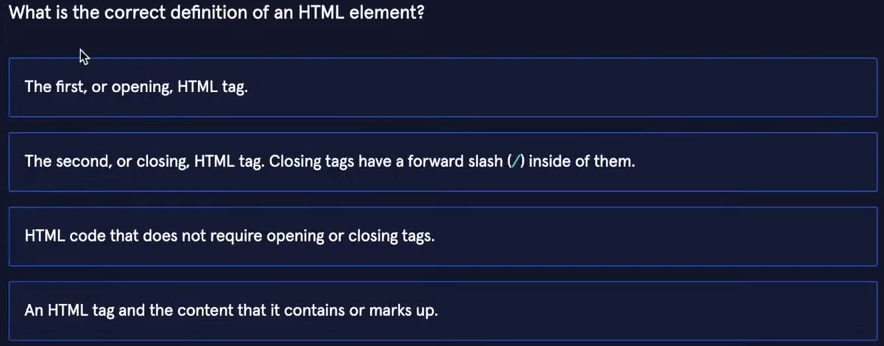 What is the correct definition of an HTML element?
The first, or opening, HTML tag.
The second, or closing, HTML tag. Closing tags have a forward slash (/) inside of them.
HTML code that does not require opening or closing tags.
An HTML tag and the content that it contains or marks up.